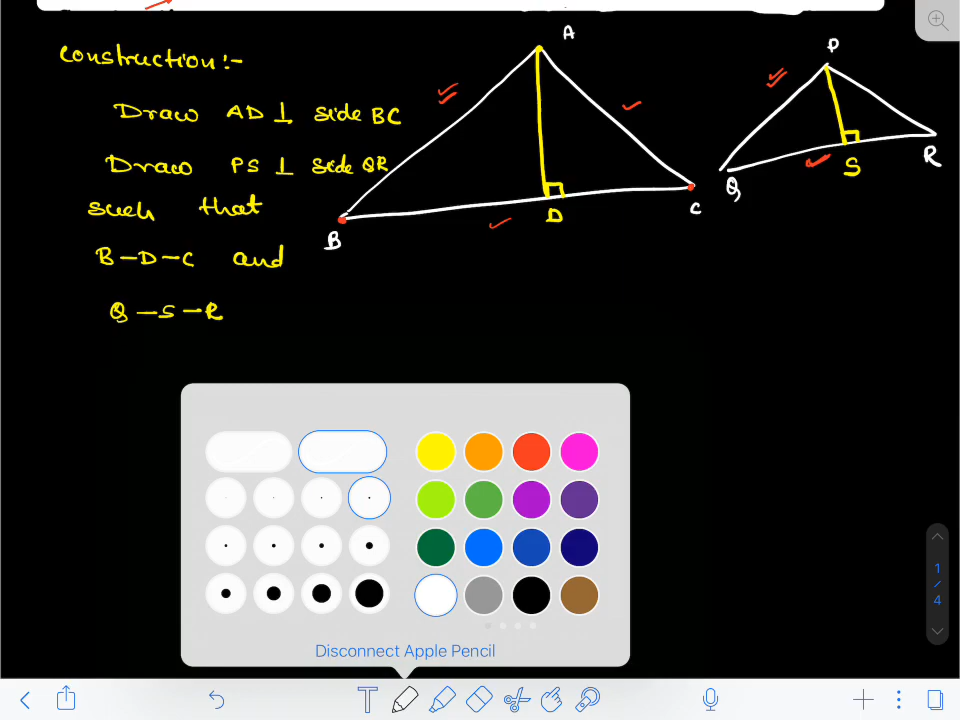 Construction:-
Draw AD ⊥ side BC
Draw PS ⊥ side QR
such that
B-D-C and
Q-S-R
A
B
D
C
P
Q
S
R
1
/
4
Disconnect Apple Pencil
T